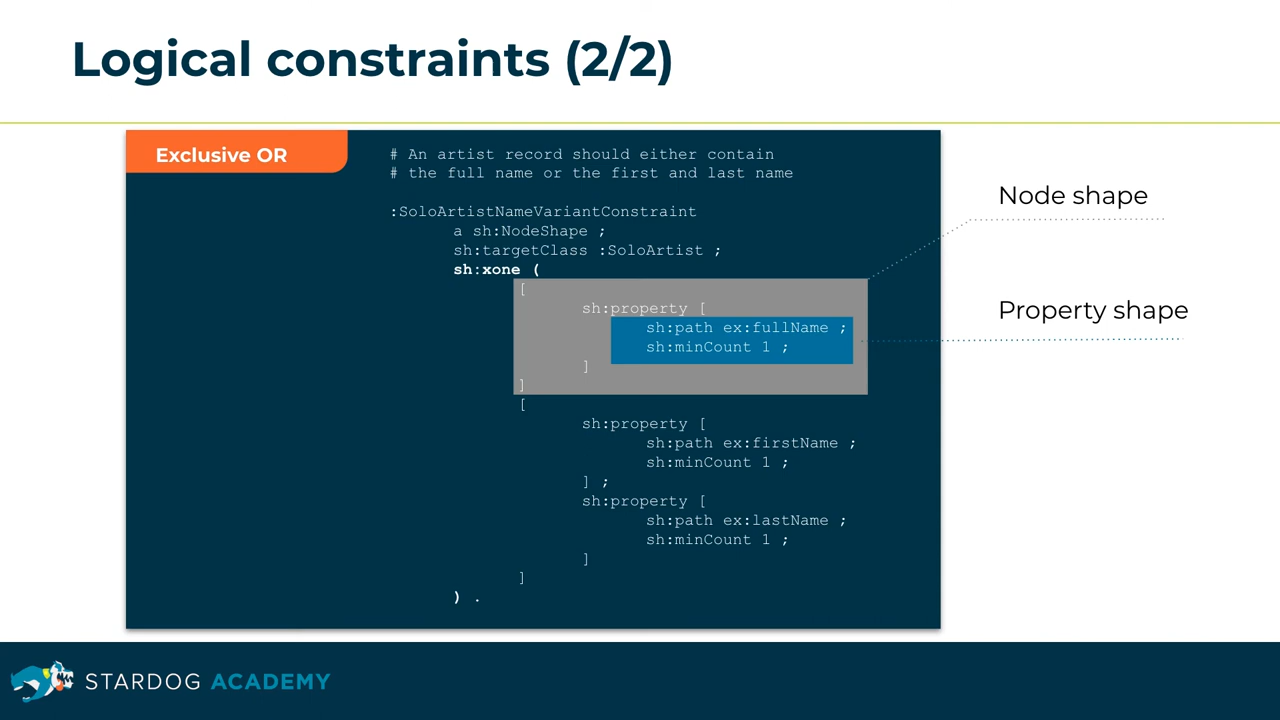 Logical constraints (2/2)
Exclusive OR
# An artist record should either contain
# the full name or the first and last name
:SoloArtistNameVariantConstraint
a sh:NodeShape ;
sh:targetClass :SoloArtist ;
sh:xone (
[
sh:property [
sh:path ex:fullName ;
sh:minCount 1 ;
]
]
[
sh:property [
sh:path ex:firstName ;
sh:minCount 1 ;
] ;
sh:property [
sh:path ex:lastName ;
sh:minCount 1 ;
]
]
) .
Node shape
Property shape
STARDOG ACADEMY